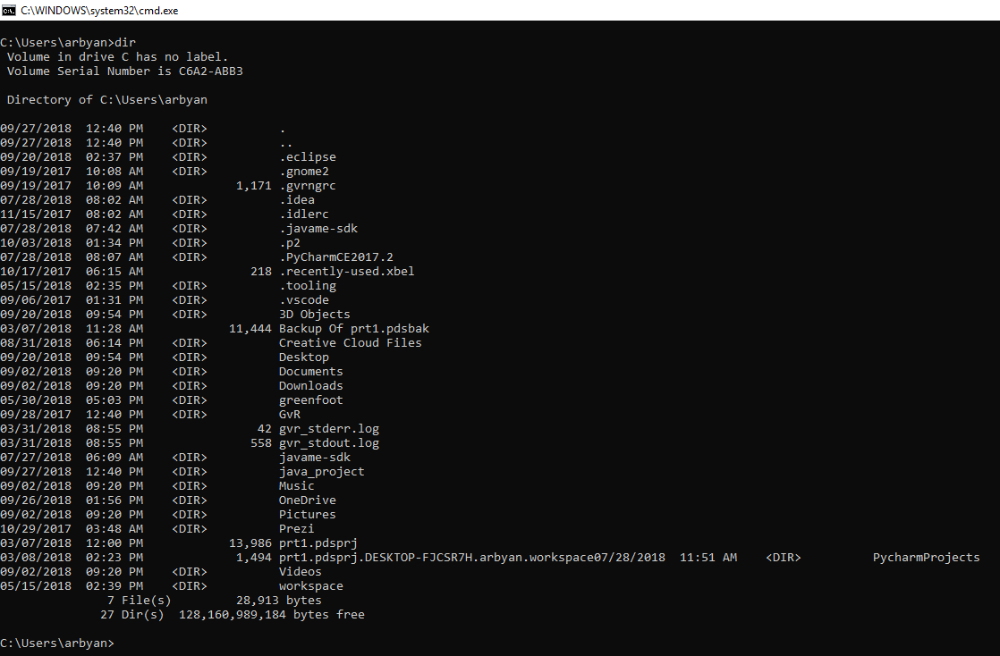 C:\WINDOWS\system32\cmd.exe
C:\Users\arbyan>dir
 Volume in drive C has no label.
 Volume Serial Number is C6A2-ABB3
 Directory of C:\Users\arbyan
09/27/2018  12:40 PM    <DIR>          .
09/27/2018  12:40 PM    <DIR>          ..
09/20/2018  02:37 PM    <DIR>          .eclipse
09/19/2017  10:08 AM    <DIR>          .gnome2
09/19/2017  10:09 AM             1,171 .gvrngrc
07/28/2018  08:02 AM    <DIR>          .idea
11/15/2017  08:02 AM    <DIR>          .idlerc
07/28/2018  07:42 AM    <DIR>          .javame-sdk
10/03/2018  01:34 PM    <DIR>          .p2
07/28/2018  08:07 AM    <DIR>          .PyCharmCE2017.2
10/17/2017  06:15 AM               218 .recently-used.xbel
05/15/2018  02:35 PM    <DIR>          .tooling
09/06/2017  01:31 PM    <DIR>          .vscode
09/20/2018  09:54 PM    <DIR>          3D Objects
03/07/2018  11:28 AM            11,444 Backup Of prt1.pdsbak
08/31/2018  06:14 PM    <DIR>          Creative Cloud Files
09/20/2018  09:54 PM    <DIR>          Desktop
09/02/2018  09:20 PM    <DIR>          Documents
09/02/2018  09:20 PM    <DIR>          Downloads
05/30/2018  05:03 PM    <DIR>          greenfoot
09/28/2017  12:40 PM    <DIR>          GvR
03/31/2018  08:55 PM                42 gvr_stderr.log
03/31/2018  08:55 PM               558 gvr_stdout.log
07/27/2018  06:09 AM    <DIR>          javame-sdk
09/27/2018  12:40 PM    <DIR>          java_project
09/02/2018  09:20 PM    <DIR>          Music
09/26/2018  01:56 PM    <DIR>          OneDrive
09/02/2018  09:20 PM    <DIR>          Pictures
10/29/2017  03:48 AM    <DIR>          Prezi
03/07/2018  12:00 PM            13,986 prt1.pdsprj
03/08/2018  02:23 PM             1,494 prt1.pdsprj.DESKTOP-FJCSR7H.arbyan.workspace07/28/2018  11:51 AM    <DIR>          PycharmProjects
09/02/2018  09:20 PM    <DIR>          Videos
05/15/2018  02:39 PM    <DIR>          workspace
               7 File(s)         28,913 bytes
              27 Dir(s)  128,160,989,184 bytes free
C:\Users\arbyan>